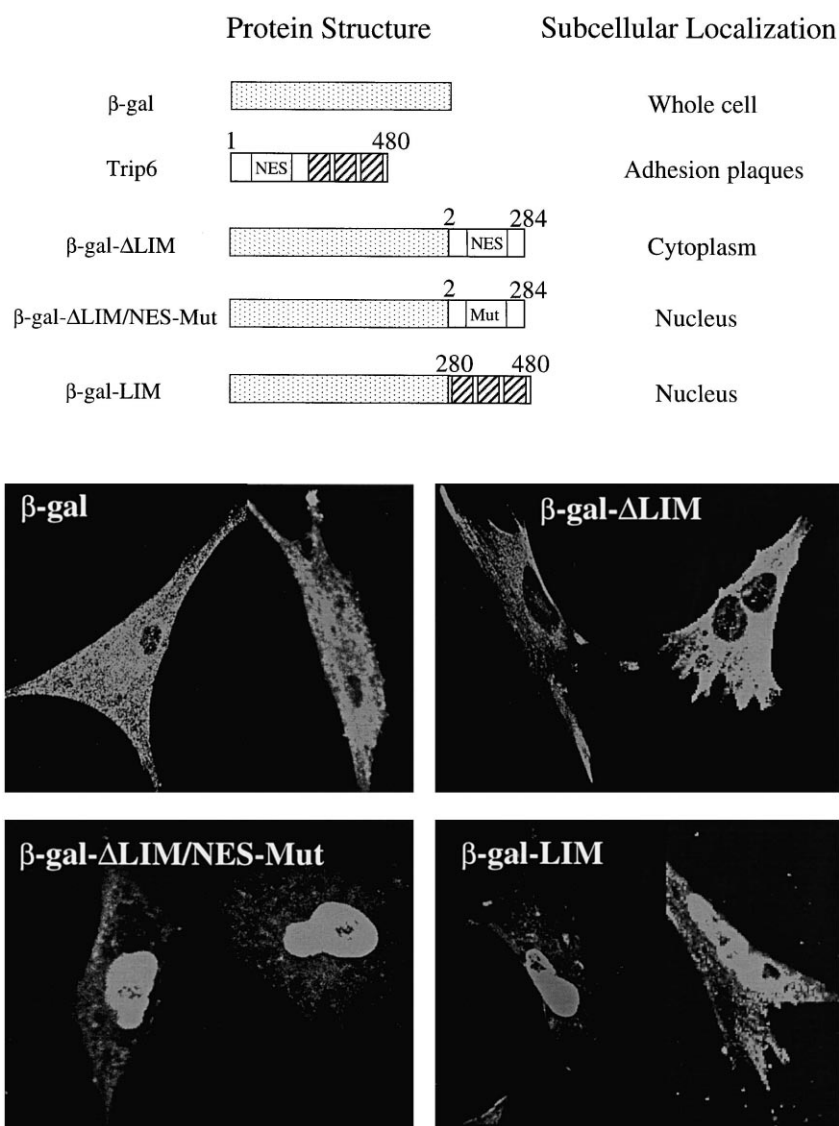 Protein Structure Subcellular Localization
β-gal Whole cell
1 480
Trip6 NES Adhesion plaques
2 284
β-gal-ΔLIM NES Cytoplasm
2 284
β-gal-ΔLIM/NES-Mut Mut Nucleus
280 480
β-gal-LIM Nucleus
β-gal β-gal-ΔLIM
β-gal-ΔLIM/NES-Mut β-gal-LIM